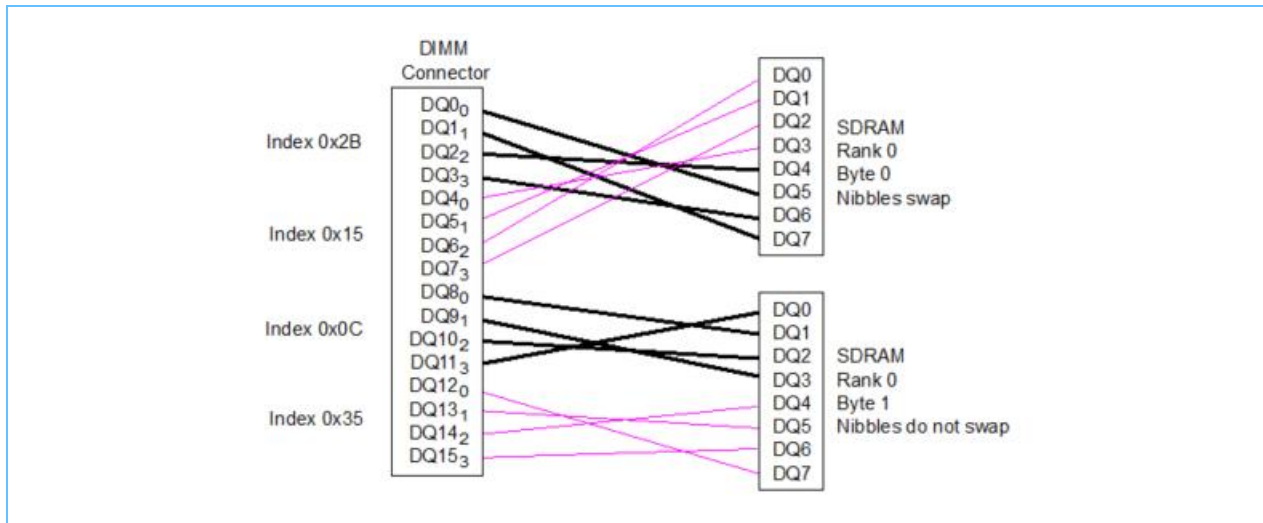 DIMM
Connector
Index 0x2B
Index 0x15
Index 0x0C
Index 0x35
DQ0₀
DQ1₁
DQ2₂
DQ3₃
DQ4₀
DQ5₁
DQ6₂
DQ7₃
DQ8₀
DQ9₁
DQ10₂
DQ11₃
DQ12₀
DQ13₁
DQ14₂
DQ15₃
DQ0
DQ1
DQ2
DQ3
DQ4
DQ5
DQ6
DQ7
SDRAM
Rank 0
Byte 0
Nibbles swap
DQ0
DQ1
DQ2
DQ3
DQ4
DQ5
DQ6
DQ7
SDRAM
Rank 0
Byte 1
Nibbles do not swap